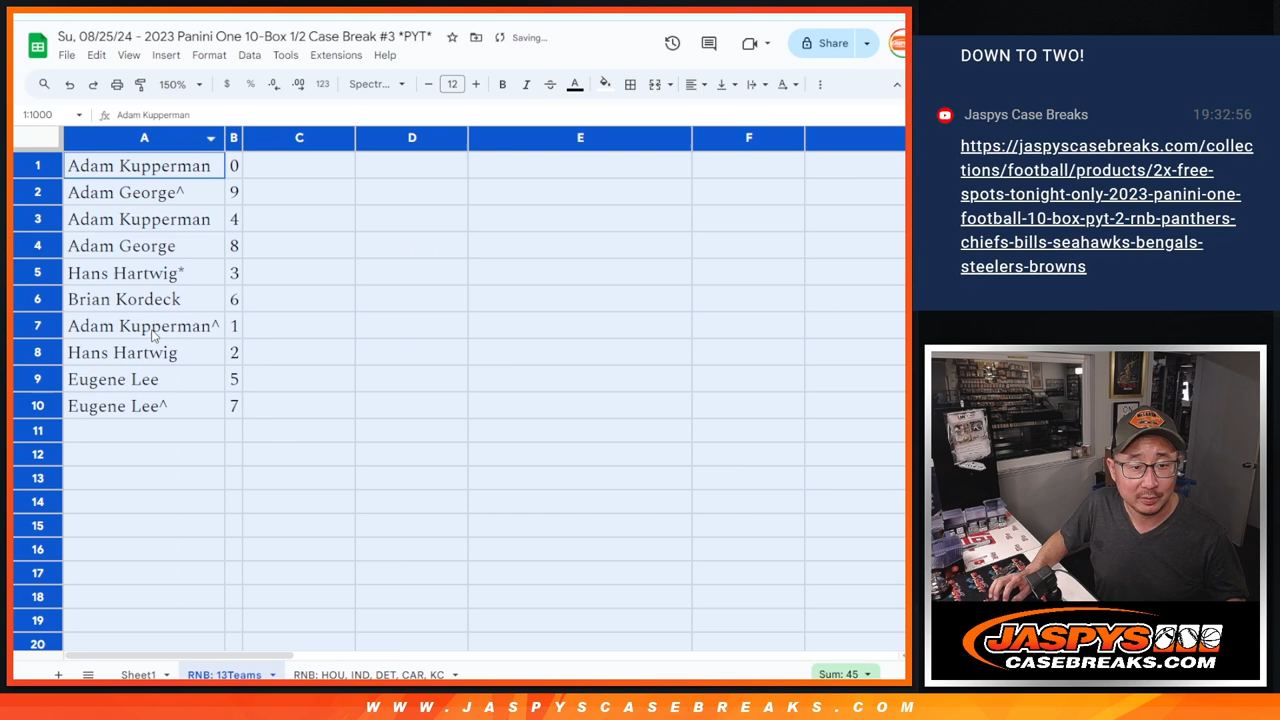 Su, 08/25/24 - 2023 Panini One 10-Box 1/2 Case Break #3 *PYT*
Saving...
File Edit View Insert Format Data Tools Extensions Help
Share
150% $ % .0 .00 123 Spectr... 12 B I A
1:1000 fx Adam Kupperman
A B C D E F
1 Adam Kupperman 0
2 Adam George^ 9
3 Adam Kupperman 4
4 Adam George 8
5 Hans Hartwig* 3
6 Brian Kordeck 6
7 Adam Kupperman^ 1
8 Hans Hartwig 2
9 Eugene Lee 5
10 Eugene Lee^ 7
11
12
13
14
15
16
17
18
19
20
Sheet1 RNB: 13Teams RNB: HOU, IND, DET, CAR, KC Sum: 45
DOWN TO TWO!
Jaspys Case Breaks 19:32:56
https://jaspyscasebreaks.com/collec
tions/football/products/2x-free-
spots-tonight-only-2023-panini-one-
football-10-box-pyt-2-rnb-panthers-
chiefs-bills-seahawks-bengals-
steelers-browns
JASPYS
CASEBREAKS.COM
WWW.JASPYSCASEBREAKS.COM